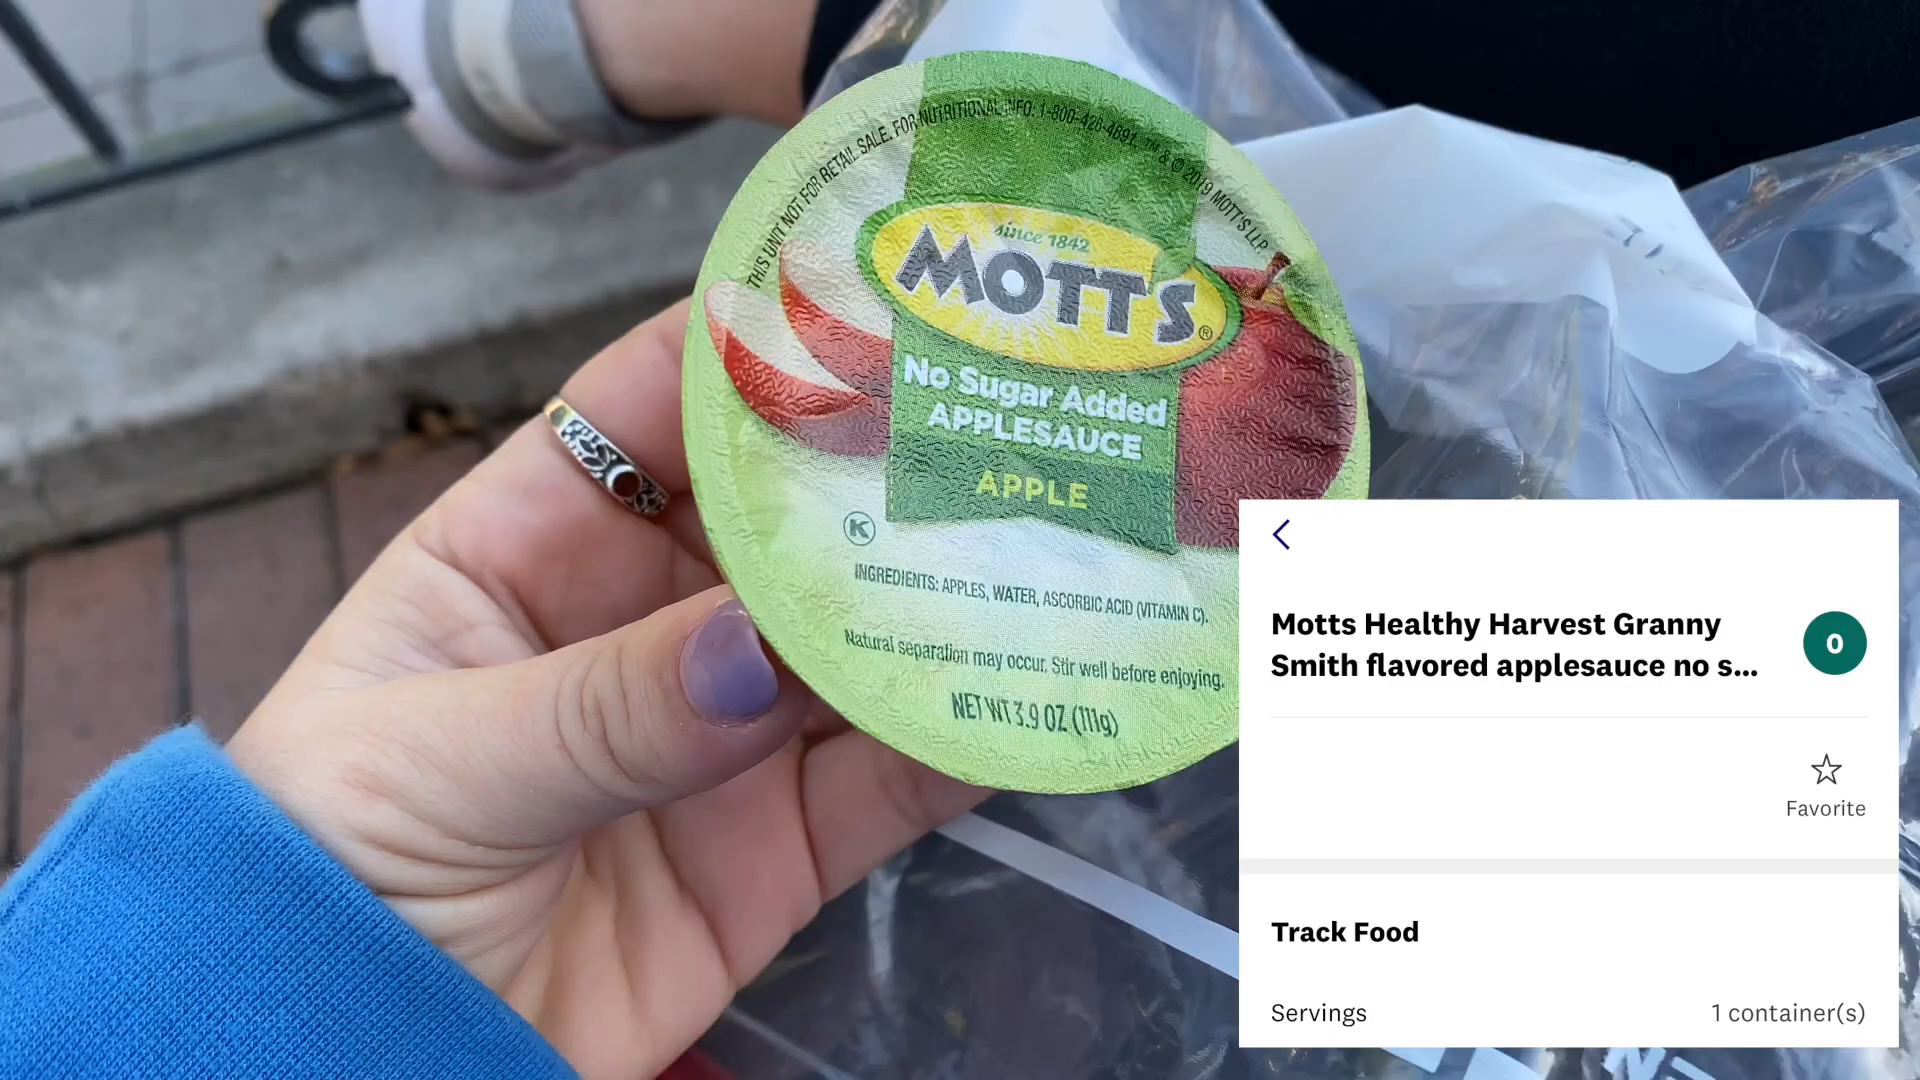 THIS UNIT NOT FOR RETAIL SALE. FOR NUTRITIONAL INFO: 1-800-426-4891. ™ & © 2019 MOTT'S LLP
since 1842
MOTT'S®
No Sugar Added
APPLESAUCE
APPLE
K
INGREDIENTS: APPLES, WATER, ASCORBIC ACID (VITAMIN C).
Natural separation may occur. Stir well before enjoying.
NET WT 3.9 OZ (111g)
Motts Healthy Harvest Granny
Smith flavored applesauce no s...
0
Favorite
Track Food
Servings
1 container(s)